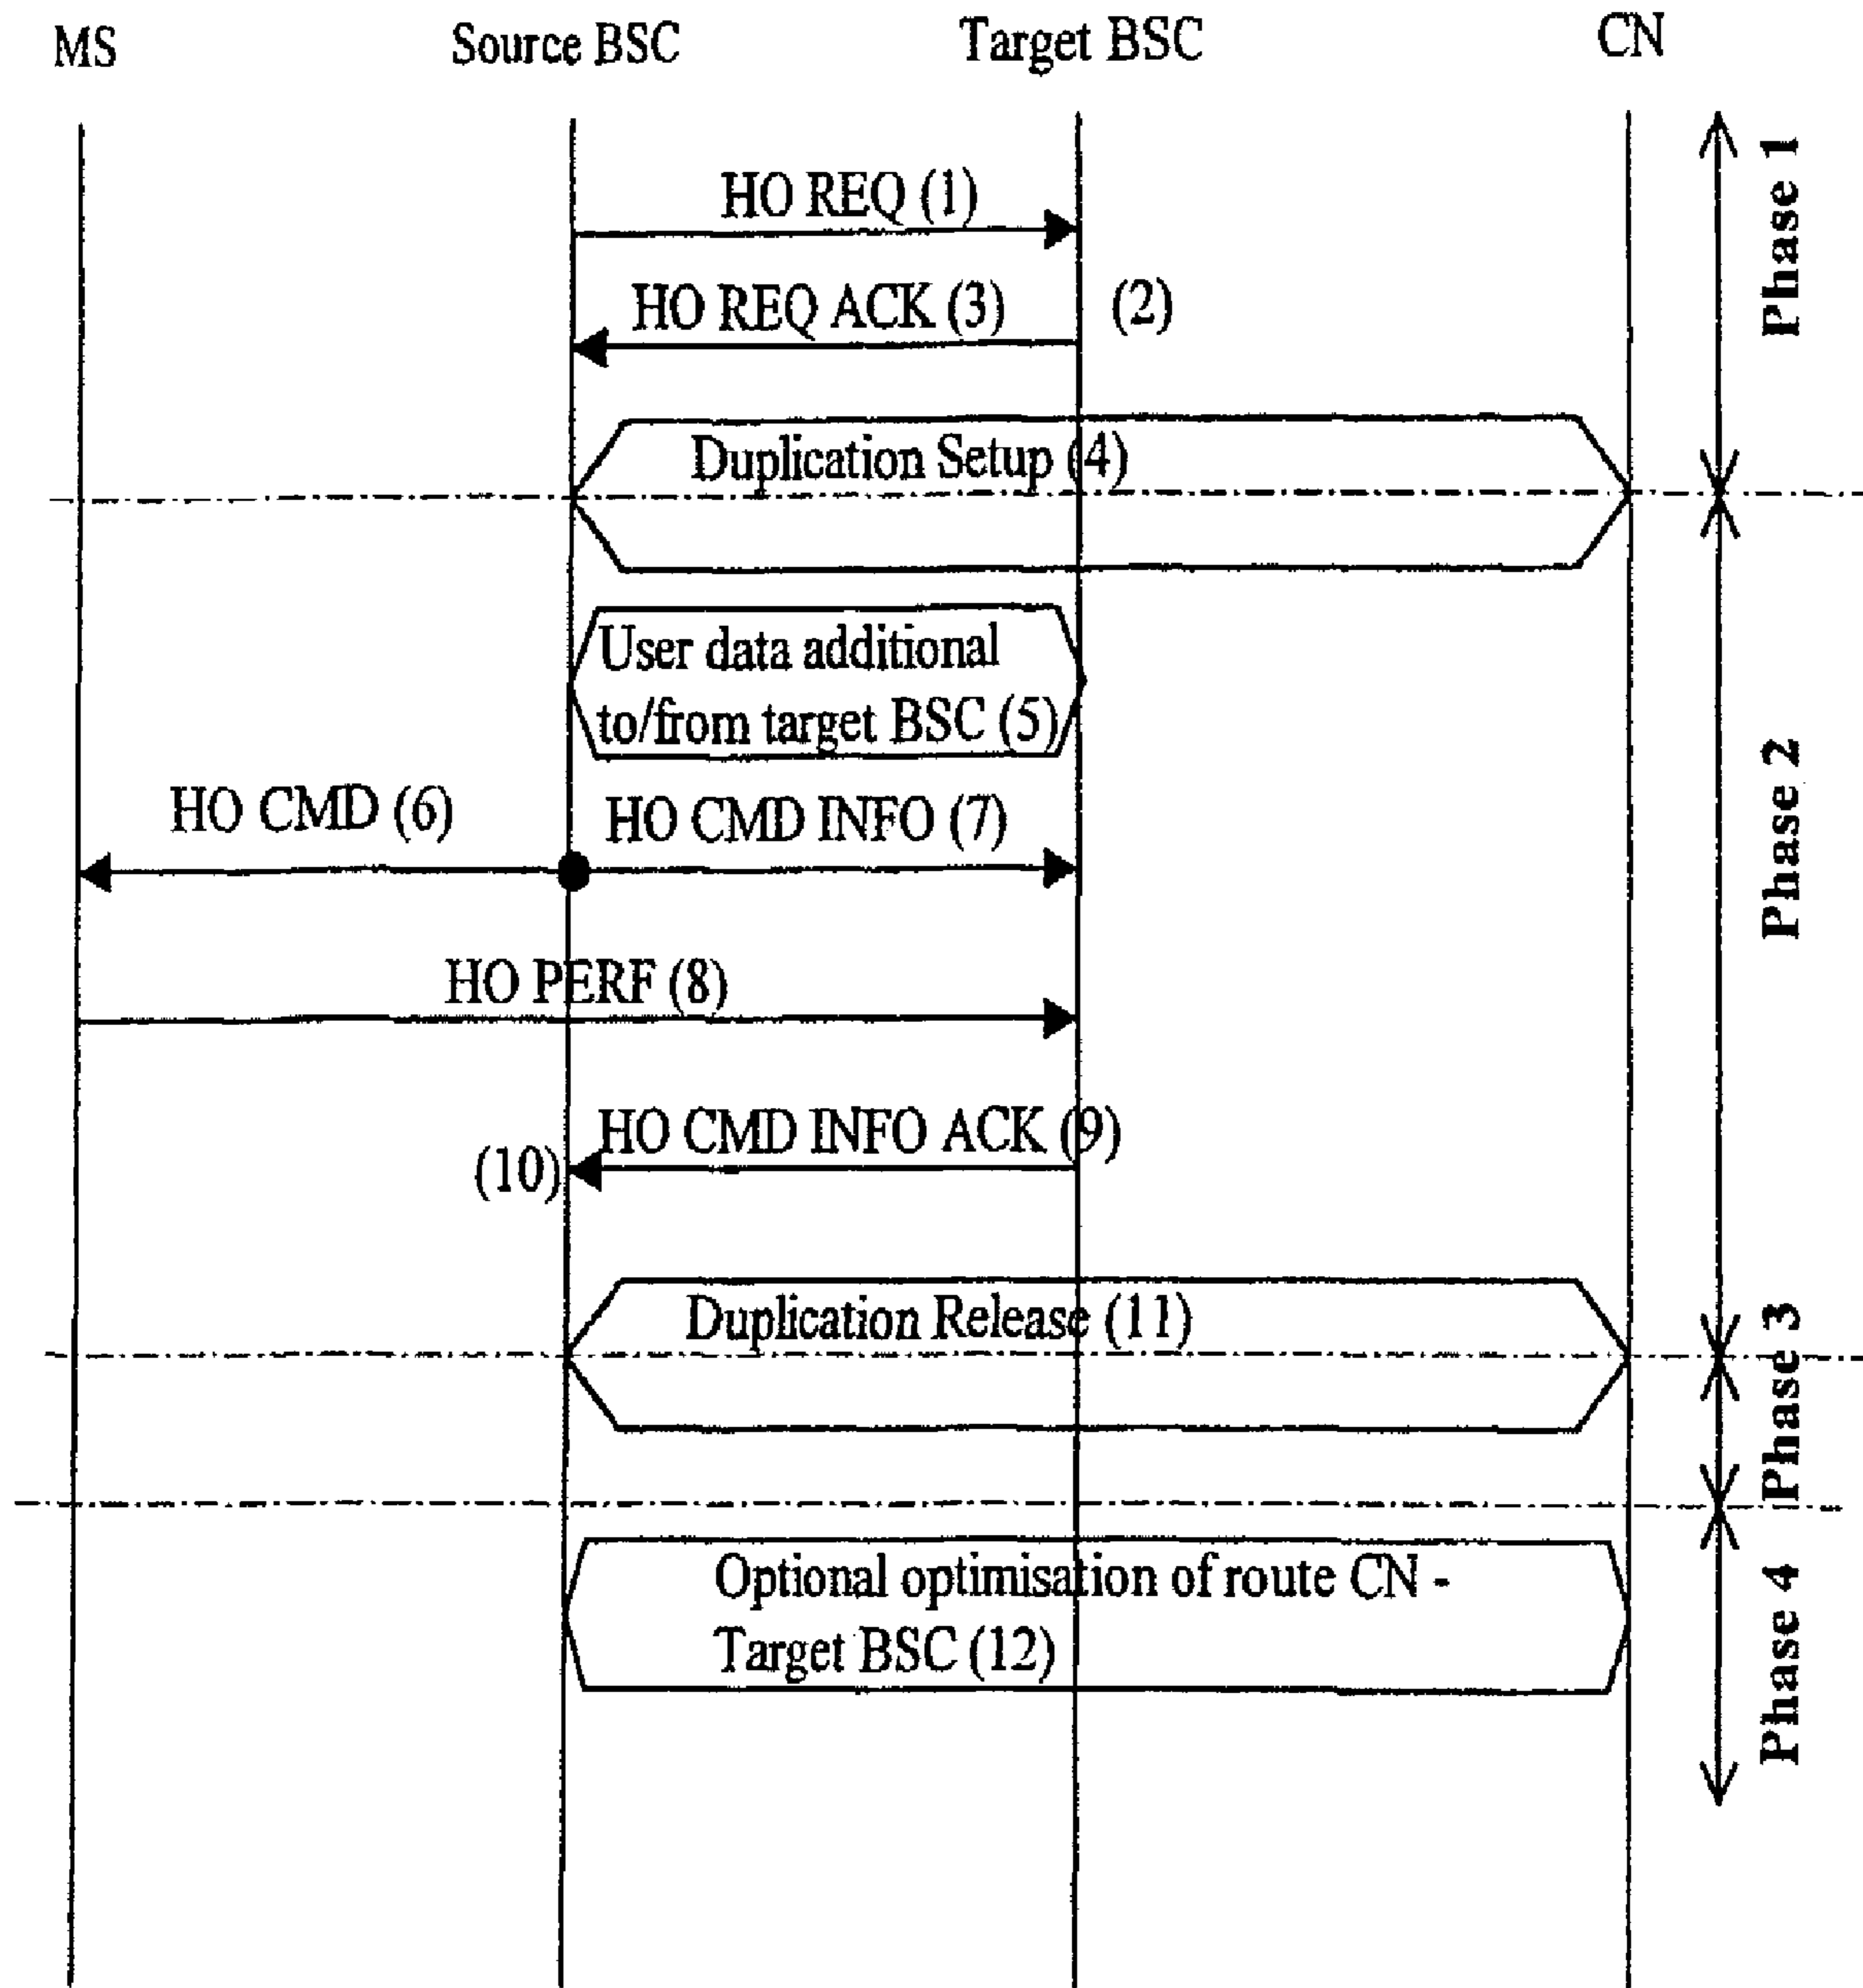 MS
Source BSC
Target BSC
CN
HO REQ (1)
HO REQ ACK (3)
(2)
Phase 1
Duplication Setup (4)
User data additional
to/from target BSC (5)
HO CMD (6)
HO CMD INFO (7)
Phase 2
HO PERF (8)
HO CMD INFO ACK (9)
(10)
Duplication Release (11)
Phase 3
Optional optimisation of route CN -
Target BSC (12)
Phase 4